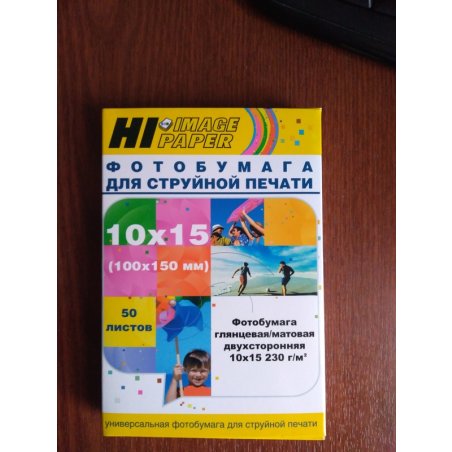 HI IMAGE
PAPER
ФОТОБУМАГА
ДЛЯ СТРУЙНОЙ ПЕЧАТИ
10x15
(100x150 мм)
50
листов
Фотобумага
глянцевая/матовая
двухсторонняя
10x15 230 г/м²
универсальная фотобумага для струйной печати